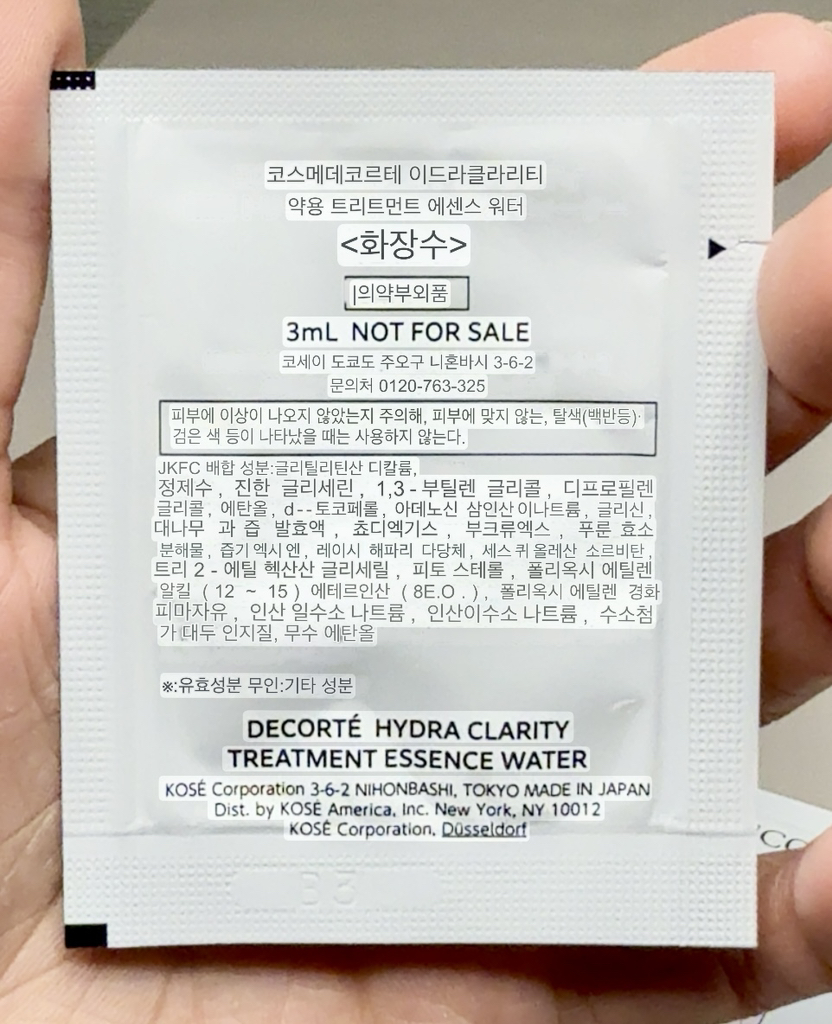 코스메데코르테 이드라클라리티
약용 트리트먼트 에센스 워터
<화장수>
|의약부외품
3mL NOT FOR SALE
코세이 도쿄도 주오구 니혼바시 3-6-2
문의처 0120-763-325
피부에 이상이 나오지 않았는지 주의해, 피부에 맞지 않는, 탈색(백반등)·
검은 색 등이 나타났을 때는 사용하지 않는다.
JKFC 배합 성분:글리틸리틴산 디칼륨,
정제수 , 진한 글리세린 , 1,3 - 부틸렌 글리콜 , 디프로필렌
글리콜 , 에탄올 , d--토코페롤 , 아데노신 삼인산이나트륨 , 글리신 ,
대나무 과 즙 발효액 , 쵸디엑기스 , 부크류엑스 , 푸룬 효소
분해물 , 즙기 엑시 엔 , 레이시 해파리 다당체 , 세스 퀴 올레산 소르비탄 ,
트리 2 - 에틸 헥산산 글리세릴 , 피토 스테롤 , 폴리옥시 에틸렌
알킬 ( 12 ~ 15 ) 에테르인산 ( 8E.O . ) , 폴리옥시 에틸렌 경화
피마자유 , 인산 일수소 나트륨 , 인산이수소 나트륨 , 수소첨
가 대두 인지질, 무수 에탄올
※:유효성분 무인:기타 성분
DECORTÉ HYDRA CLARITY
TREATMENT ESSENCE WATER
KOSÉ Corporation 3-6-2 NIHONBASHI, TOKYO MADE IN JAPAN
Dist. by KOSÉ America, Inc. New York, NY 10012
KOSÉ Corporation, Düsseldorf